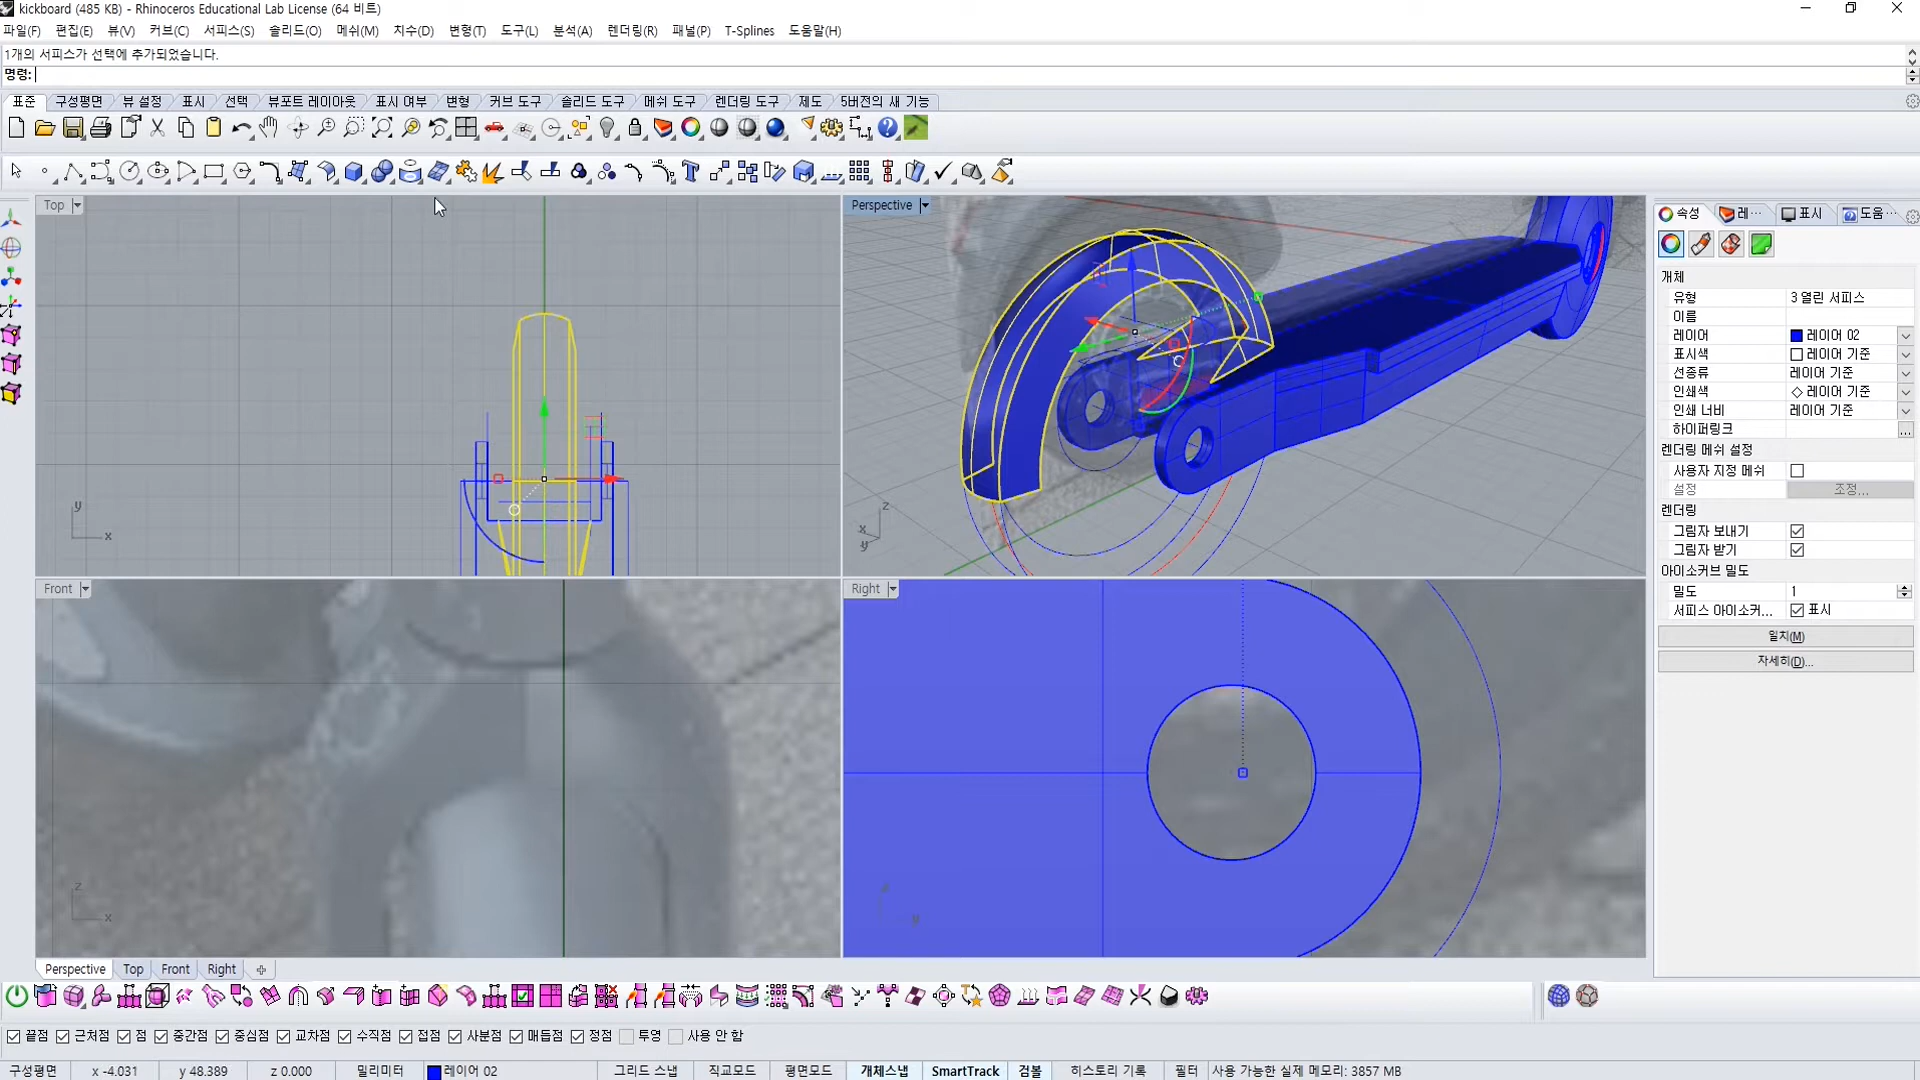 kickboard (485 KB) - Rhinoceros Educational Lab License (64 비트)
파일(F) 편집(E) 뷰(V) 커브(C) 서피스(S) 솔리드(O) 메쉬(M) 치수(D) 변형(T) 도구(L) 분석(A) 렌더링(R) 패널(P) T-Splines 도움말(H)
1개의 서피스가 선택에 추가되었습니다.
명령:
표준 구성평면 뷰 설정 표시 선택 뷰포트 레이아웃 표시 여부 변형 커브 도구 솔리드 도구 메쉬 도구 렌더링 도구 제도 5버전의 새 기능
Top
y
x
Perspective
z
x
y
Front
z
x
Right
y
속성 레... 표시 도움...
개체
유형 3 열린 서피스
이름
레이어 레이어 02
표시색 레이어 기준
선종류 레이어 기준
인쇄색 레이어 기준
인쇄 너비 레이어 기준
하이퍼링크 ...
렌더링 메쉬 설정
사용자 지정 메쉬
설정 조정...
렌더링
그림자 보내기
그림자 받기
아이소커브 밀도
밀도 1
서피스 아이소커... 표시
일치(M)
자세히(D)...
Perspective Top Front Right
끝점 근처점 점 중간점 중심점 교차점 수직점 접점 사분점 매듭점 정점 투영 사용 안 함
구성평면 x -4.031 y 48.389 z 0.000 밀리미터 레이어 02 그리드 스냅 직교모드 평면모드 개체스냅 SmartTrack 검볼 히스토리 기록 필터 사용 가능한 실제 메모리: 3857 MB